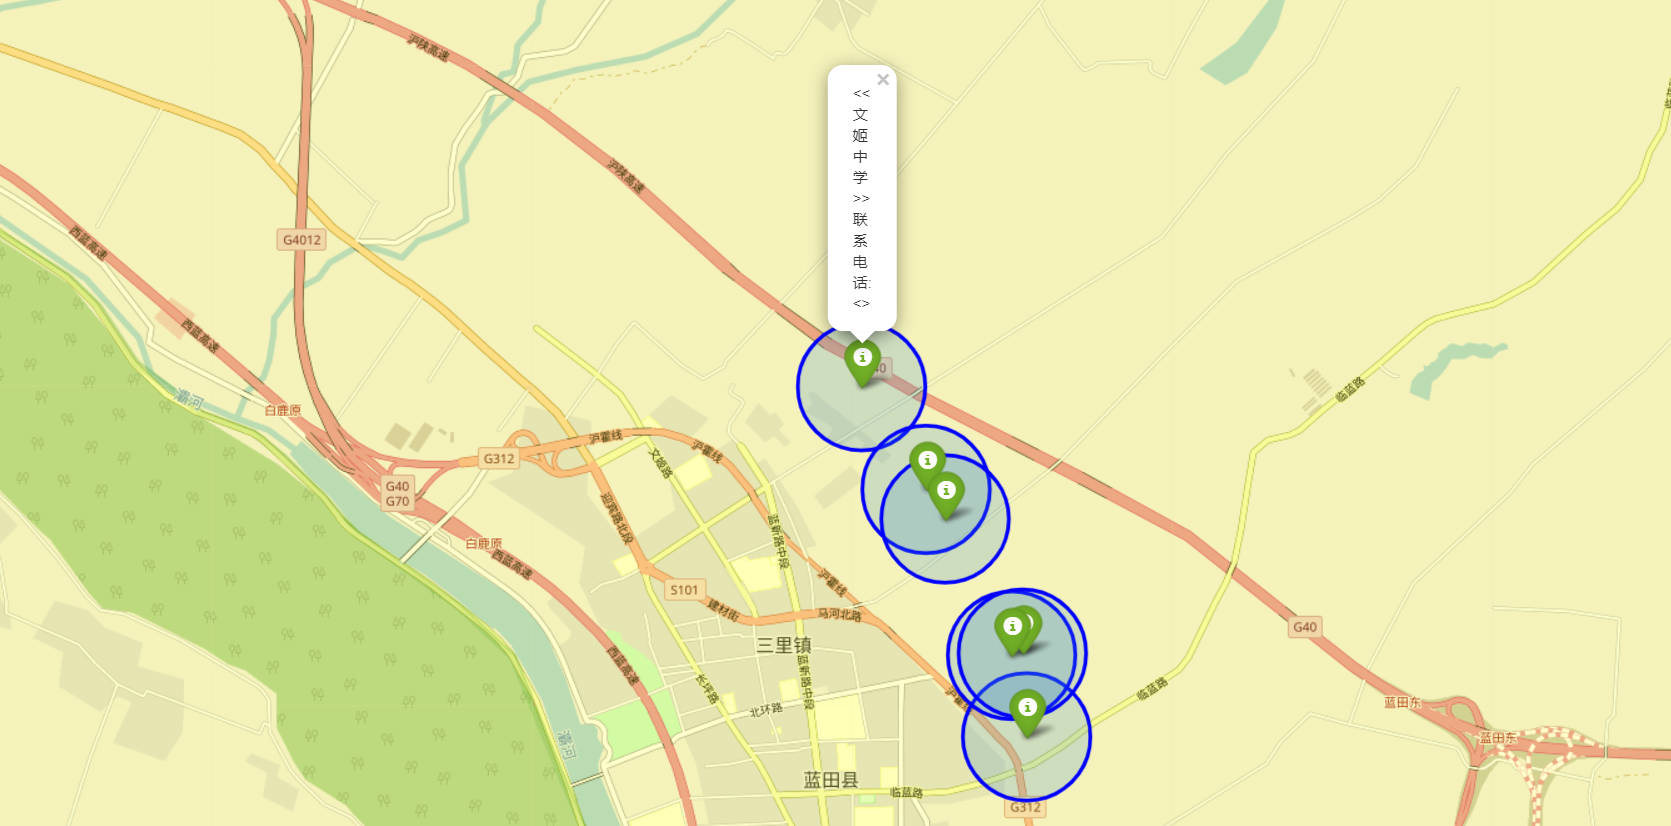 沪陕高速
×
<<
文
姬
中
学
>>
联
系
电
话:
<>
沪陕高速
G4012
西蓝高速
西蓝高速
灞河
白鹿原
40
临蓝路
G312
沪霍线
沪霍线
文姬路
G40
G70
迎宾路北段
蓝新路中段
白鹿原
西蓝高速
S101
建材街
沪霍线
马河北路
三里镇
G40
西蓝高速
长坪路
蓝新路中段
北环路
临蓝路
蓝田东
蓝田东
灞河
蓝田县
临蓝路
G312